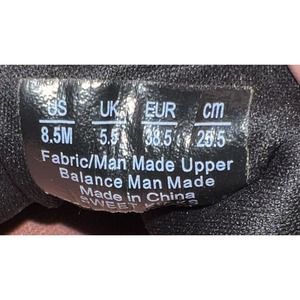 US UK EUR cm
8.5M 5.5 38.5 25.5
Fabric/Man Made Upper
Balance Man Made
Made in China
SWEET